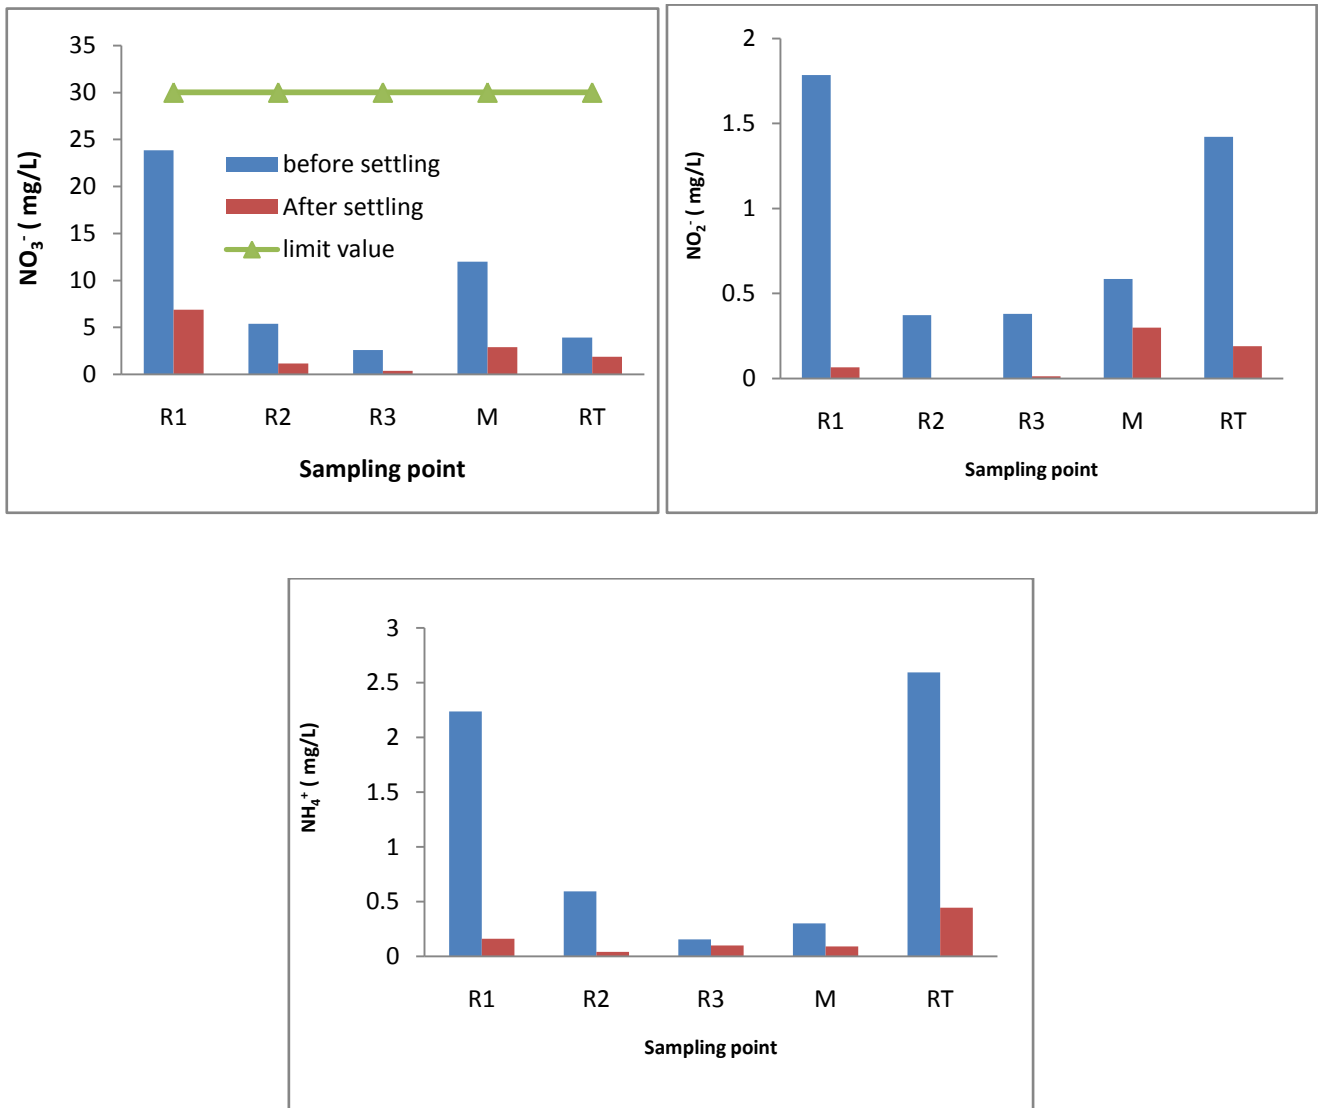 35
30
25
20
15
10
5
0
NO₃⁻ ( mg/L)
before settling
After settling
limit value
R1 R2 R3 M RT
Sampling point
2
1.5
1
0.5
0
NO₂⁻ ( mg/L)
R1 R2 R3 M RT
Sampling point
3
2.5
2
1.5
1
0.5
0
NH₄⁺ ( mg/L)
R1 R2 R3 M RT
Sampling point